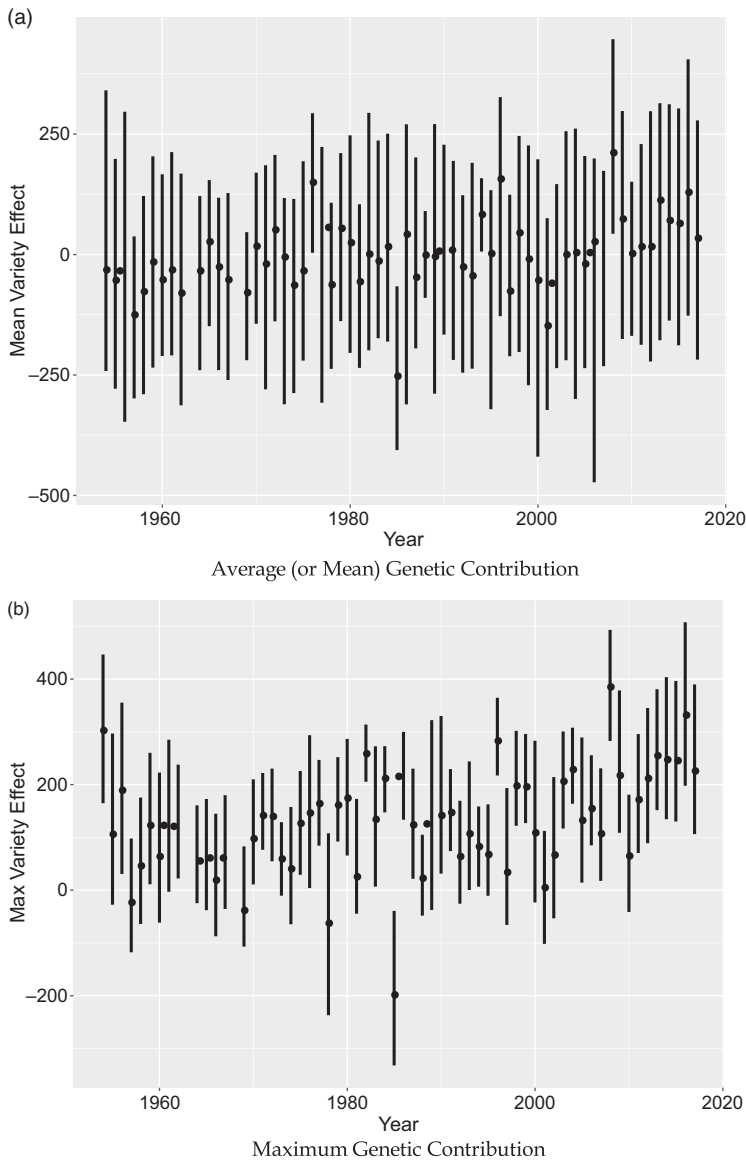 (a)
250
0
−250
−500
Mean Variety Effect
1960 1980 2000 2020
Year
Average (or Mean) Genetic Contribution
(b)
400
200
0
−200
Max Variety Effect
1960 1980 2000 2020
Year
Maximum Genetic Contribution